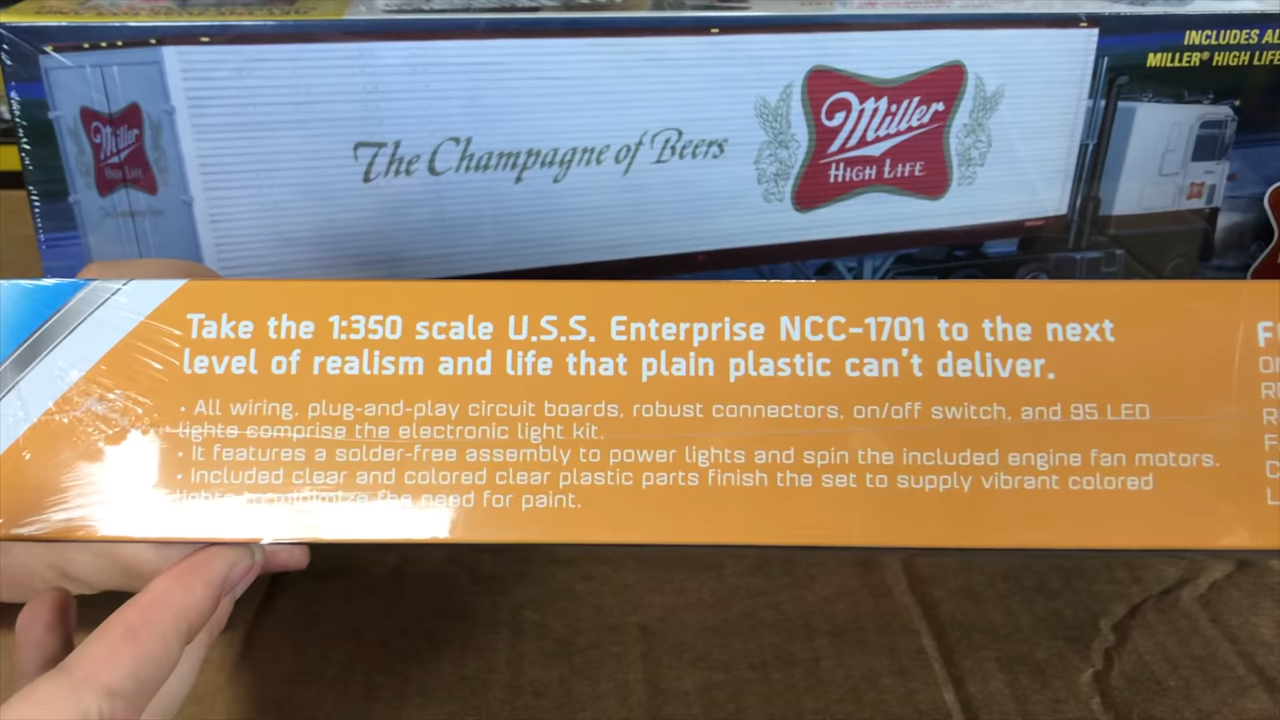 INCLUDES
MILLER® HIGH LIFE
Miller
HIGH LIFE
The Champagne of Beers
Miller
HIGH LIFE
Take the 1:350 scale U.S.S. Enterprise NCC-1701 to the next
level of realism and life that plain plastic can't deliver.
• All wiring, plug-and-play circuit boards, robust connectors, on/off switch, and 95 LED
lights comprise the electronic light kit.
• It features a solder-free assembly to power lights and spin the included engine fan motors.
• Included clear and colored clear plastic parts finish the set to supply vibrant colored
lights to minimize the need for paint.